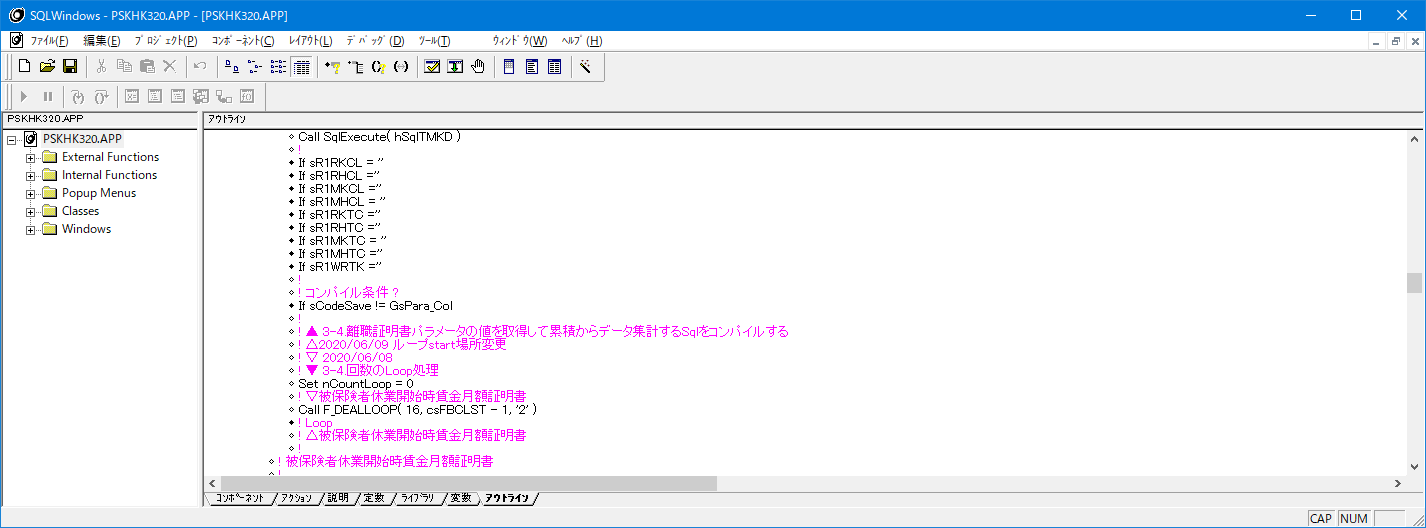 SQLWindows - PSKHK320.APP - [PSKHK320.APP]
ファイル(F) 編集(E) プロジェクト(P) コンポーネント(C) レイアウト(L) デバッグ(D) ツール(T) ウィンドウ(W) ヘルプ(H)
PSKHK320.APP
PSKHK320.APP
External Functions
Internal Functions
Popup Menus
Classes
Windows
アウトライン
Call SqlExecute( hSqlTMKD )
!
If sR1RKCL = ''
If sR1RHCL =''
If sR1MKCL =''
If sR1MHCL = ''
If sR1RKTC =''
If sR1RHTC =''
If sR1MKTC = ''
If sR1MHTC =''
If sR1WRTK =''
!
! コンパイル条件？
If sCodeSave != GsPara_Col
!
! ▲ 3-4.離職証明書パラメータの値を取得して累積からデータ集計するSqlをコンパイルする
! △2020/06/09 ループstart場所変更
! ▽ 2020/06/08
! ▼ 3-4.回数のLoop処理
Set nCountLoop = 0
! ▽被保険者休業開始時賃金月額証明書
Call F_DEALLOOP( 16, csFBCLST - 1, '2' )
! Loop
! △被保険者休業開始時賃金月額証明書
!
! 被保険者休業開始時賃金月額証明書
!
コンポーネント アクション 説明 定数 ライブラリ 変数 アウトライン
CAP NUM